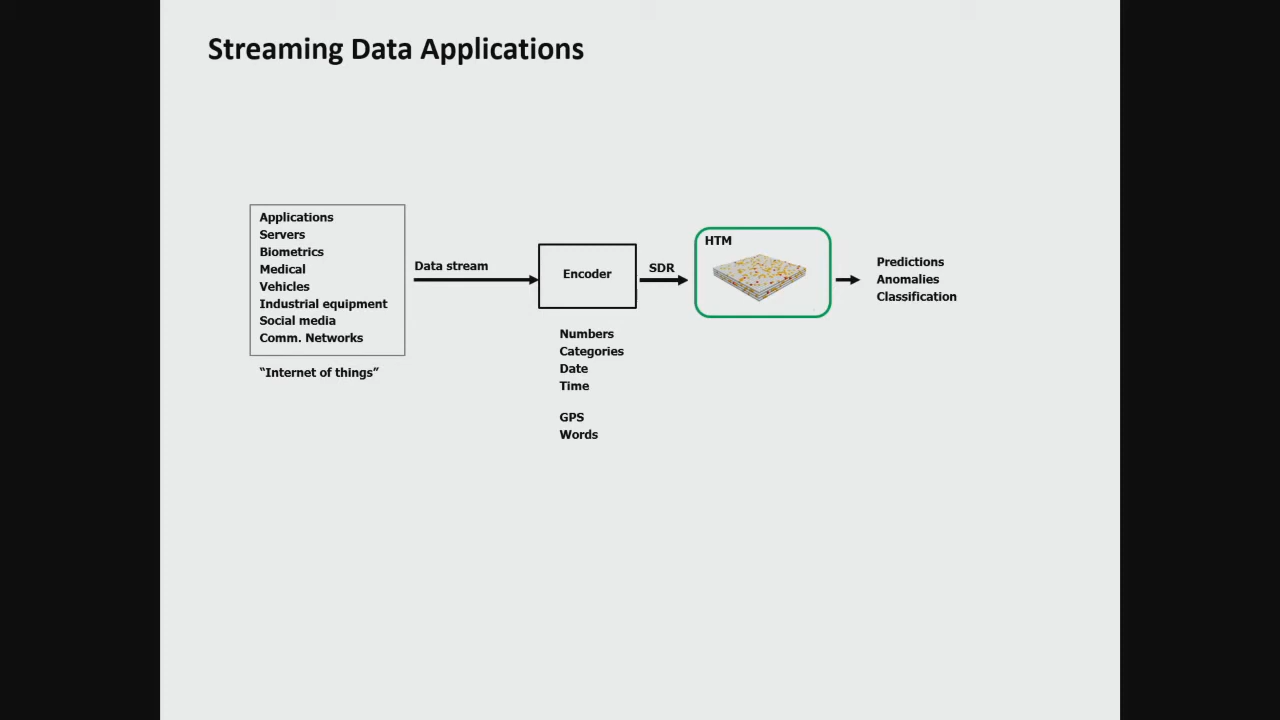 Streaming Data Applications
Applications
Servers
Biometrics
Medical
Vehicles
Industrial equipment
Social media
Comm. Networks
“Internet of things”
Data stream
Encoder
Numbers
Categories
Date
Time
GPS
Words
SDR
HTM
Predictions
Anomalies
Classification